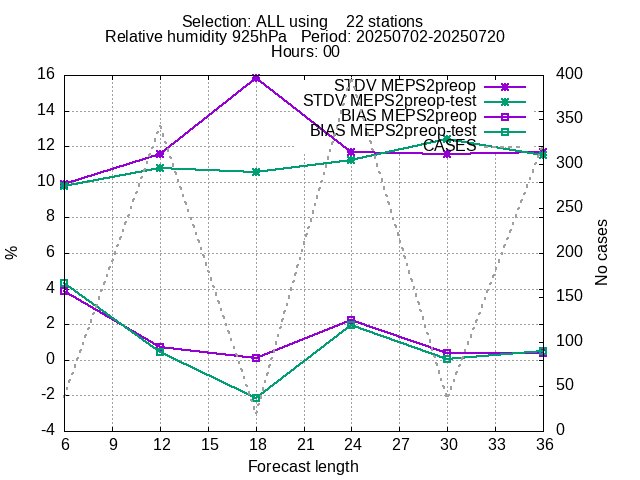 Selection: ALL using    22 stations
Relative humidity 925hPa   Period: 20250702-20250720
Hours: 00
STDV MEPS2preop
STDV MEPS2preop-test
BIAS MEPS2preop
BIAS MEPS2preop-test
CASES
%
16
14
12
10
8
6
4
2
0
-2
-4
400
350
300
250
200
150
100
50
0
No cases
6 9 12 15 18 21 24 27 30 33 36
Forecast length